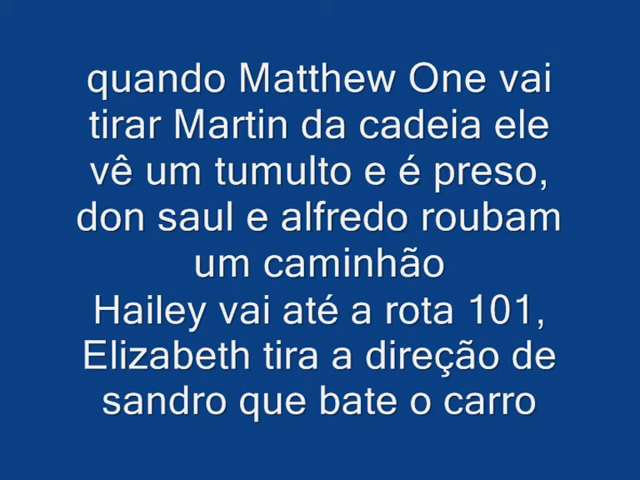 quando Matthew One vai
tirar Martin da cadeia ele
vê um tumulto e é preso,
don saul e alfredo roubam
um caminhão
Hailey vai até a rota 101,
Elizabeth tira a direção de
sandro que bate o carro